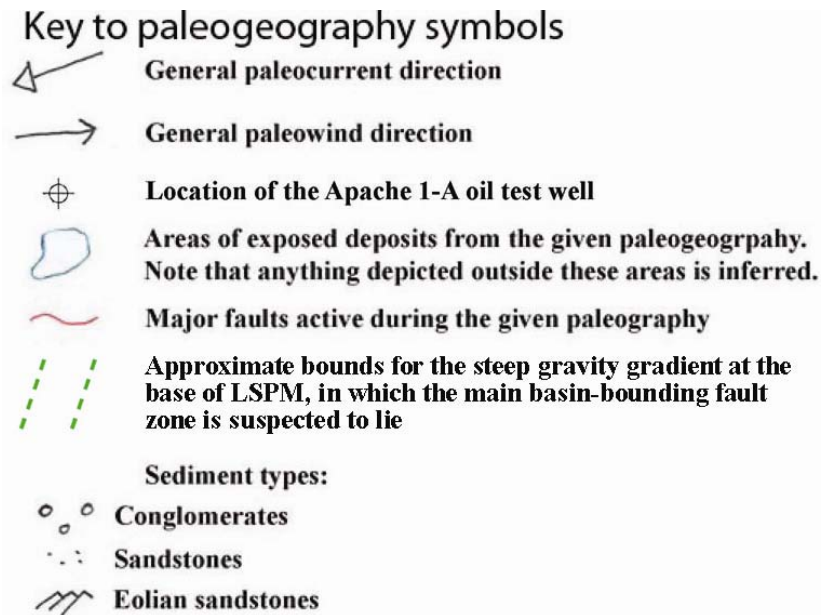 Key to paleogeography symbols
General paleocurrent direction
General paleowind direction
Location of the Apache 1-A oil test well
Areas of exposed deposits from the given paleogeogrpahy.
Note that anything depicted outside these areas is inferred.
Major faults active during the given paleography
Approximate bounds for the steep gravity gradient at the
base of LSPM, in which the main basin-bounding fault
zone is suspected to lie
Sediment types:
Conglomerates
Sandstones
Eolian sandstones